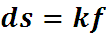 ds = kf